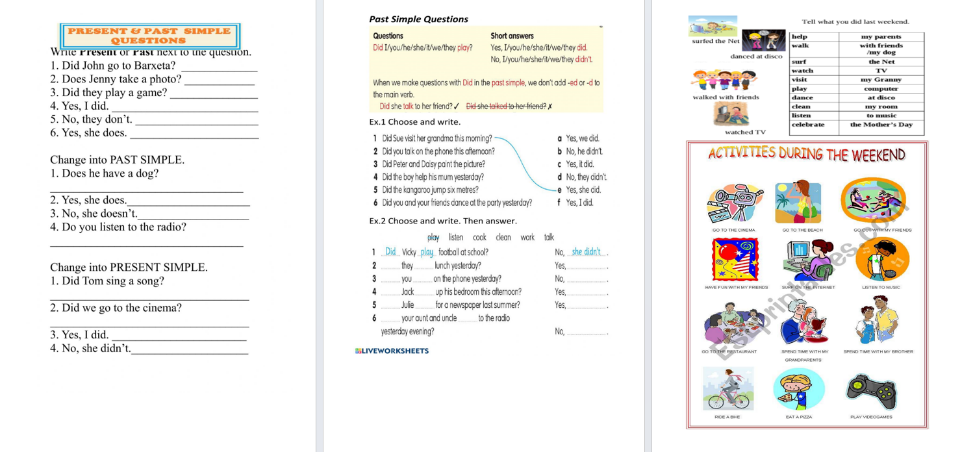 PRESENT & PAST SIMPLE
QUESTIONS
Write Present or Past next to the question.
1. Did John go to Barxeta? ______________
2. Does Jenny take a photo? _____________
3. Did they play a game? ________________
4. Yes, I did. __________________________
5. No, they don't. ______________________
6. Yes, she does. _______________________
Change into PAST SIMPLE.
1. Does he have a dog?
___________________________________
2. Yes, she does.______________________
3. No, she doesn't.____________________
4. Do you listen to the radio?
___________________________________
Change into PRESENT SIMPLE.
1. Did Tom sing a song?
____________________________________
2. Did we go to the cinema?
____________________________________
3. Yes, I did. _________________________
4. No, she didn't._____________________
Past Simple Questions
Questions Short answers
Did I/you/he/she/it/we/they play? Yes, I/you/he/she/it/we/they did.
No, I/you/he/she/it/we/they didn't.
When we make questions with Did in the past simple, we don't add -ed or -d to
the main verb.
Did she talk to her friend? ✓ Did she talked to her friend? ✗
Ex.1 Choose and write.
1 Did Sue visit her grandma this morning? a Yes, we did.
2 Did you talk on the phone this afternoon? b No, he didn't.
3 Did Peter and Daisy paint the picture? c Yes, it did.
4 Did the boy help his mum yesterday? d No, they didn't.
5 Did the kangaroo jump six metres? e Yes, she did.
6 Did you and your friends dance at the party yesterday? f Yes, I did.
Ex.2 Choose and write. Then answer.
play listen cook clean work talk
1 Did Vicky play football at school? No, she didn't.
2 ........ they ........ lunch yesterday? Yes, .................
3 ........ you ........ on the phone yesterday? No, .................
4 ........ Jack ........ up his bedroom this afternoon? Yes, .................
5 ........ Julie ........ for a newspaper last summer? Yes, .................
6 ........ your aunt and uncle ........ to the radio
yesterday evening? No, .................
LIVEWORKSHEETS
Tell what you did last weekend.
surfed the Net
danced at disco
walked with friends
watched TV
help my parents
walk with friends
/my dog
surf the Net
watch TV
visit my Granny
play computer
dance at disco
clean my room
listen to music
celebrate the Mother's Day
ACTIVITIES DURING THE WEEKEND
GO TO THE CINEMA GO TO THE BEACH GO OUT WITH MY FRIENDS
HAVE FUN WITH MY FRIENDS SURF ON THE INTERNET LISTEN TO MUSIC
GO TO THE RESTAURANT SPEND TIME WITH MY SPEND TIME WITH MY BROTHER
GRANDPARENTS
RIDE A BIKE EAT A PIZZA PLAY VIDEOGAMES
ESLprintables.com